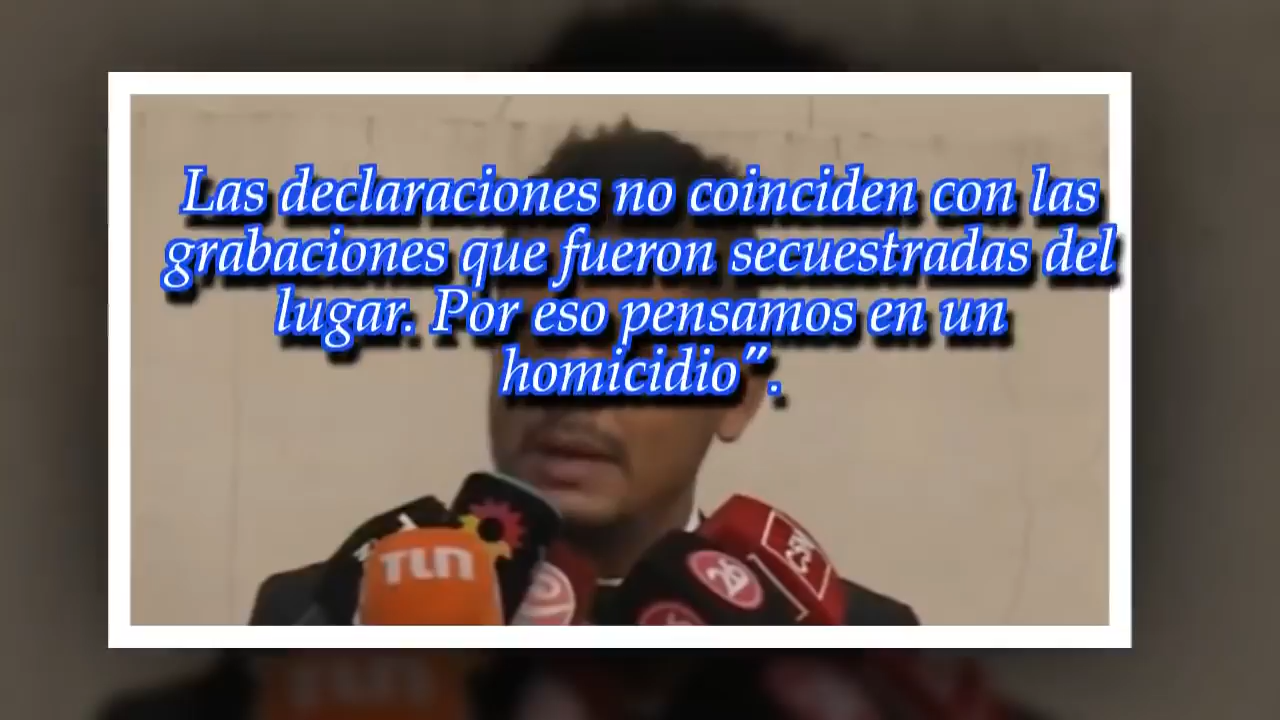 Las declaraciones no coinciden con las
grabaciones que fueron secuestradas del
lugar. Por eso pensamos en un
homicidio”.
TLN
26